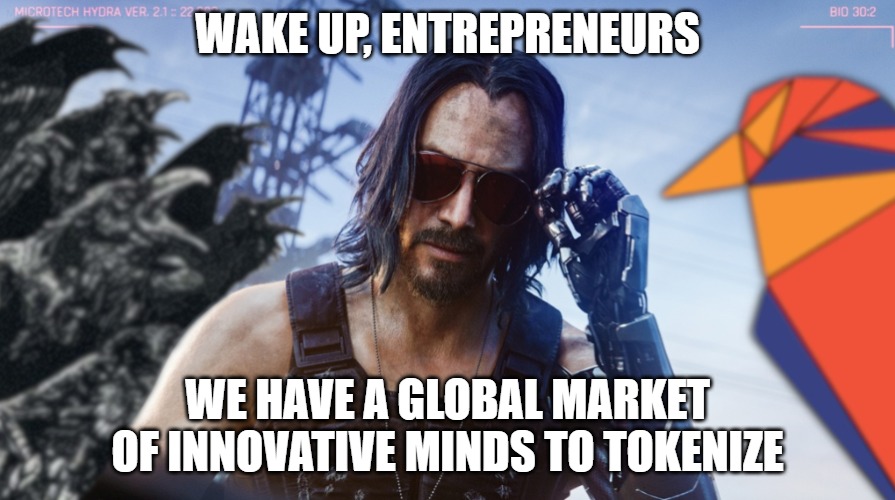 MICROTECH HYDRA VER. 2.1 :: 22
BIO 30:2
WAKE UP, ENTREPRENEURS
WE HAVE A GLOBAL MARKET
OF INNOVATIVE MINDS TO TOKENIZE